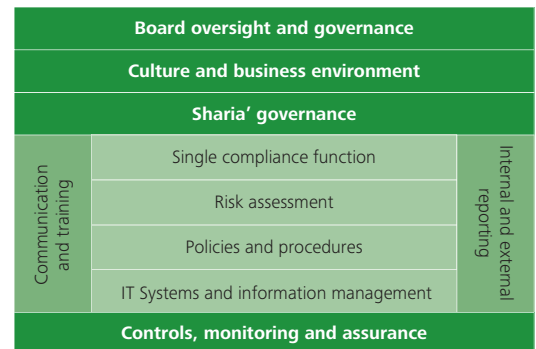 Board oversight and governance
Culture and business environment
Sharia' governance
Communication
and training
Single compliance function
Risk assessment
Policies and procedures
IT Systems and information management
Internal and external
reporting
Controls, monitoring and assurance